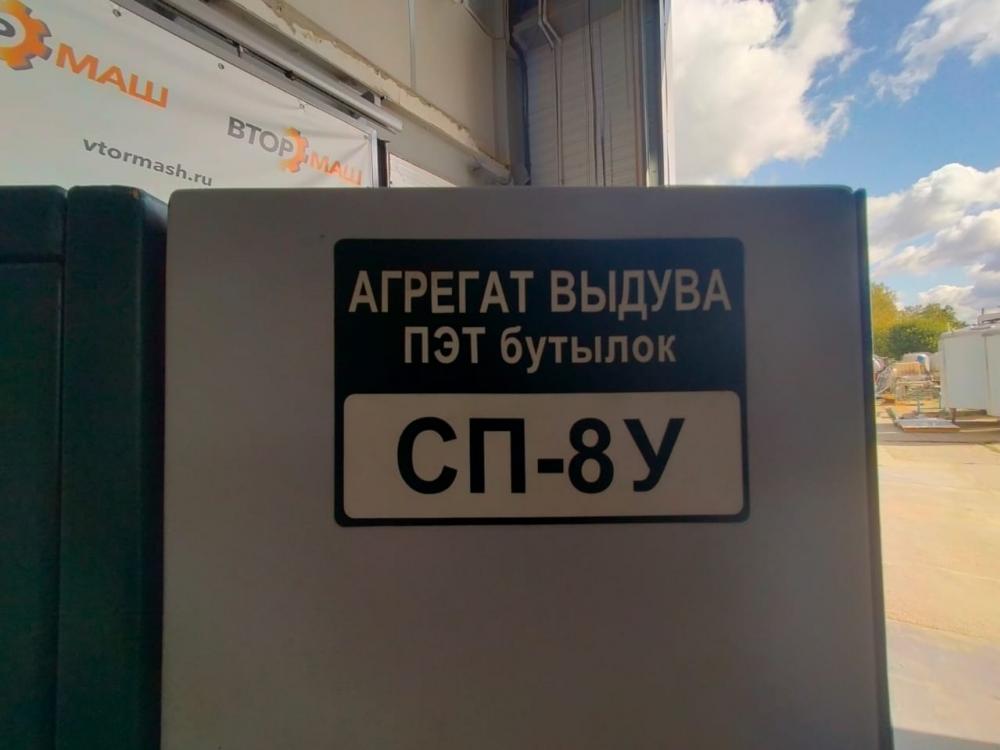 МАШ
ВТОР МАШ
vtormash.ru
АГРЕГАТ ВЫДУВА
ПЭТ бутылок
СП-8У